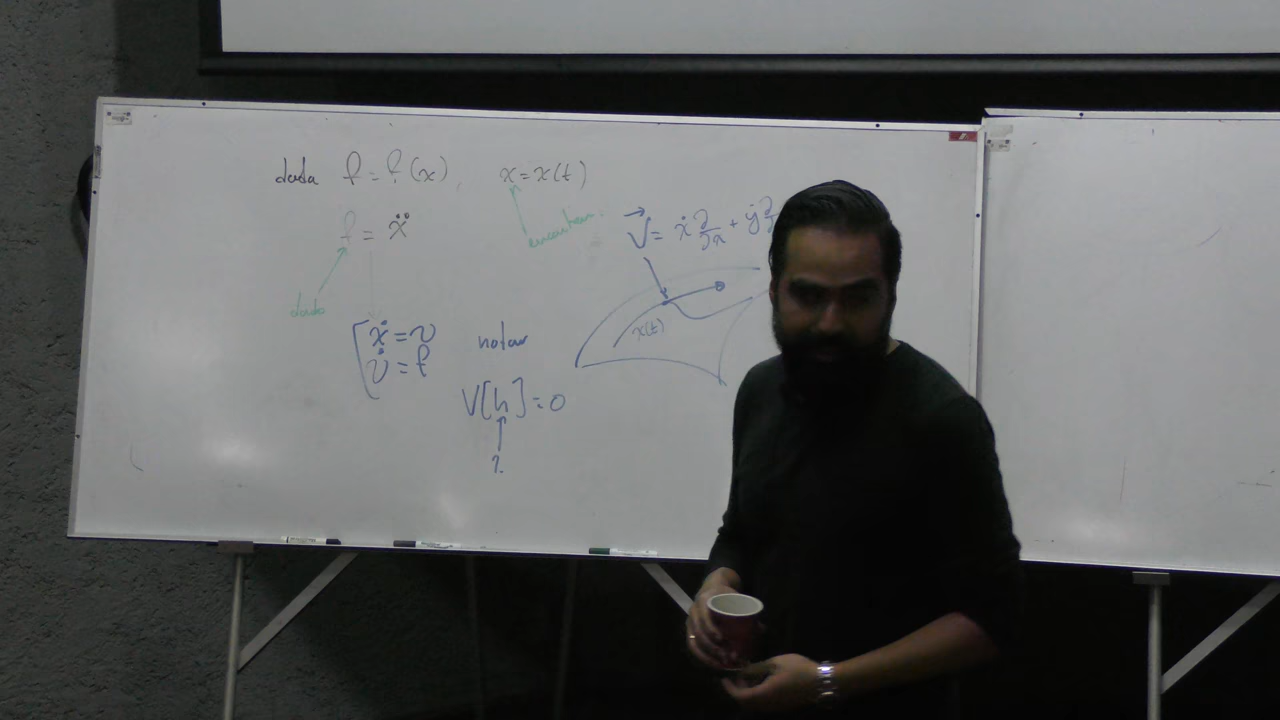 dada f = f(x), x = x(t)
f = ẍ
encontrar.
dado
V⃗ = ẋ ∂/∂x + ẏ ∂/∂
x(t)
ẋ = v
v̇ = f
notar
V[h] = 0